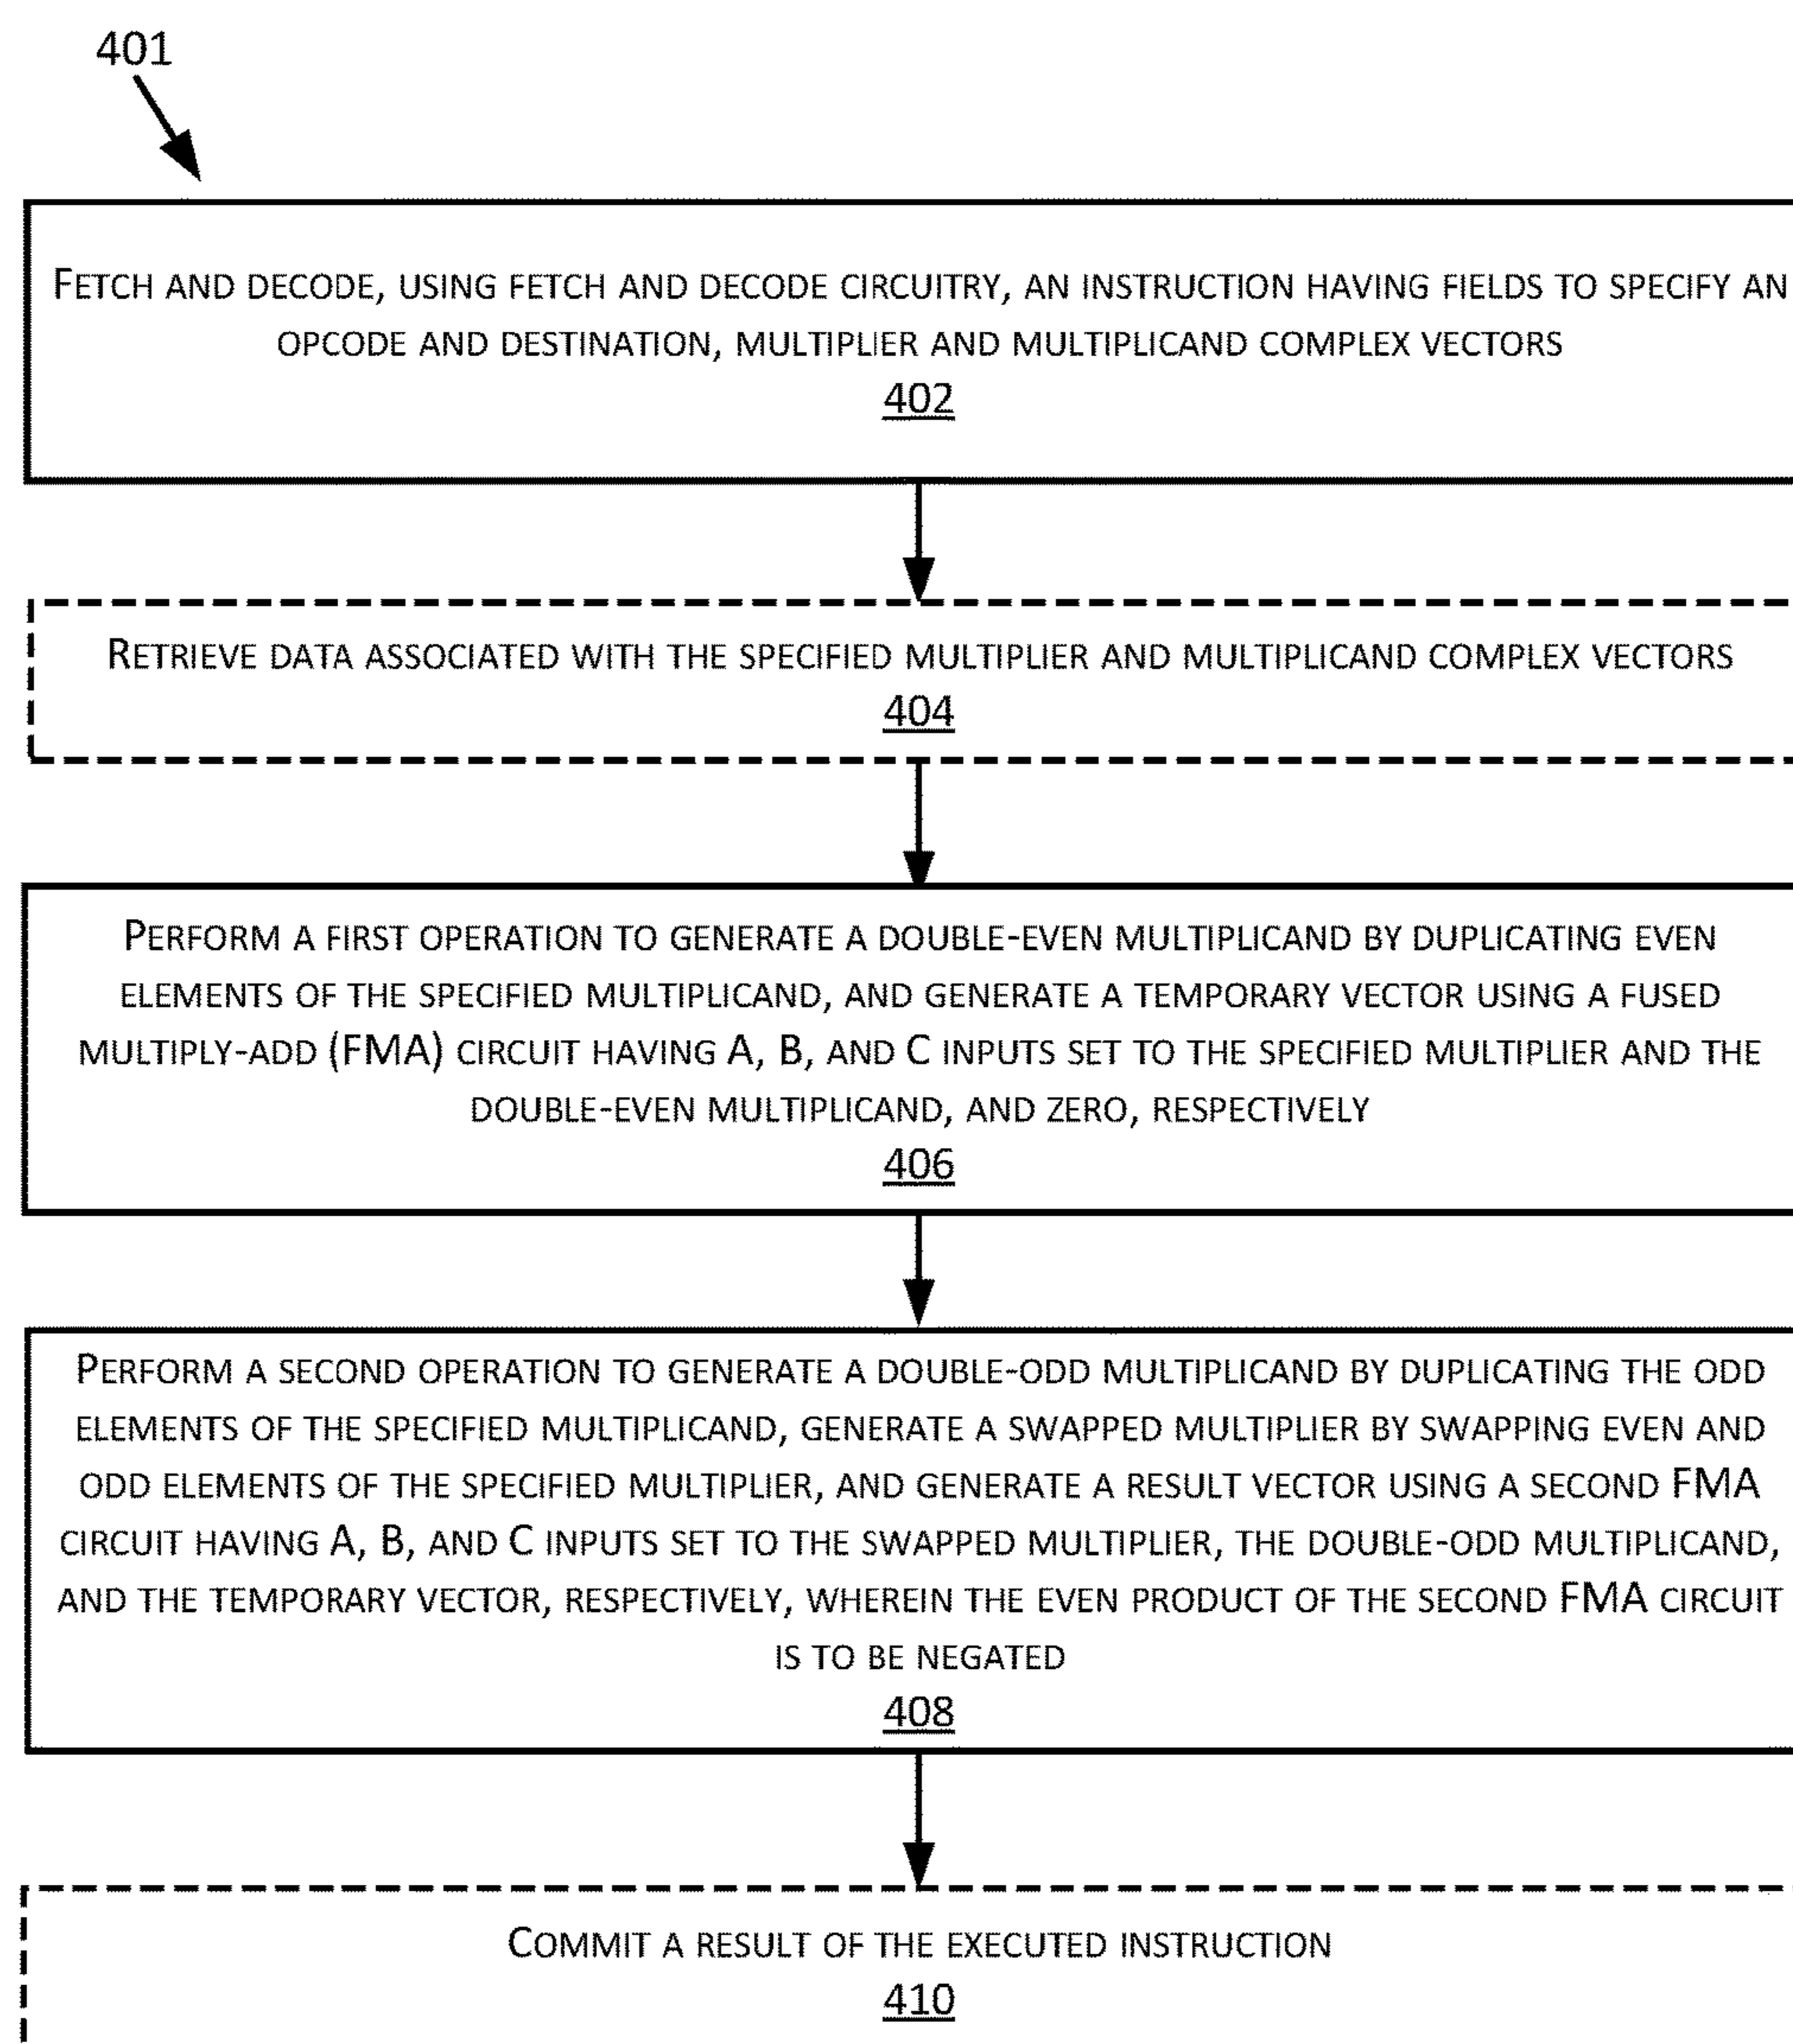 401
FETCH AND DECODE, USING FETCH AND DECODE CIRCUITRY, AN INSTRUCTION HAVING FIELDS TO SPECIFY AN
OPCODE AND DESTINATION, MULTIPLIER AND MULTIPLICAND COMPLEX VECTORS
402
RETRIEVE DATA ASSOCIATED WITH THE SPECIFIED MULTIPLIER AND MULTIPLICAND COMPLEX VECTORS
404
PERFORM A FIRST OPERATION TO GENERATE A DOUBLE-EVEN MULTIPLICAND BY DUPLICATING EVEN
ELEMENTS OF THE SPECIFIED MULTIPLICAND, AND GENERATE A TEMPORARY VECTOR USING A FUSED
MULTIPLY-ADD (FMA) CIRCUIT HAVING A, B, AND C INPUTS SET TO THE SPECIFIED MULTIPLIER AND THE
DOUBLE-EVEN MULTIPLICAND, AND ZERO, RESPECTIVELY
406
PERFORM A SECOND OPERATION TO GENERATE A DOUBLE-ODD MULTIPLICAND BY DUPLICATING THE ODD
ELEMENTS OF THE SPECIFIED MULTIPLICAND, GENERATE A SWAPPED MULTIPLIER BY SWAPPING EVEN AND
ODD ELEMENTS OF THE SPECIFIED MULTIPLIER, AND GENERATE A RESULT VECTOR USING A SECOND FMA
CIRCUIT HAVING A, B, AND C INPUTS SET TO THE SWAPPED MULTIPLIER, THE DOUBLE-ODD MULTIPLICAND,
AND THE TEMPORARY VECTOR, RESPECTIVELY, WHEREIN THE EVEN PRODUCT OF THE SECOND FMA CIRCUIT
IS TO BE NEGATED
408
COMMIT A RESULT OF THE EXECUTED INSTRUCTION
410